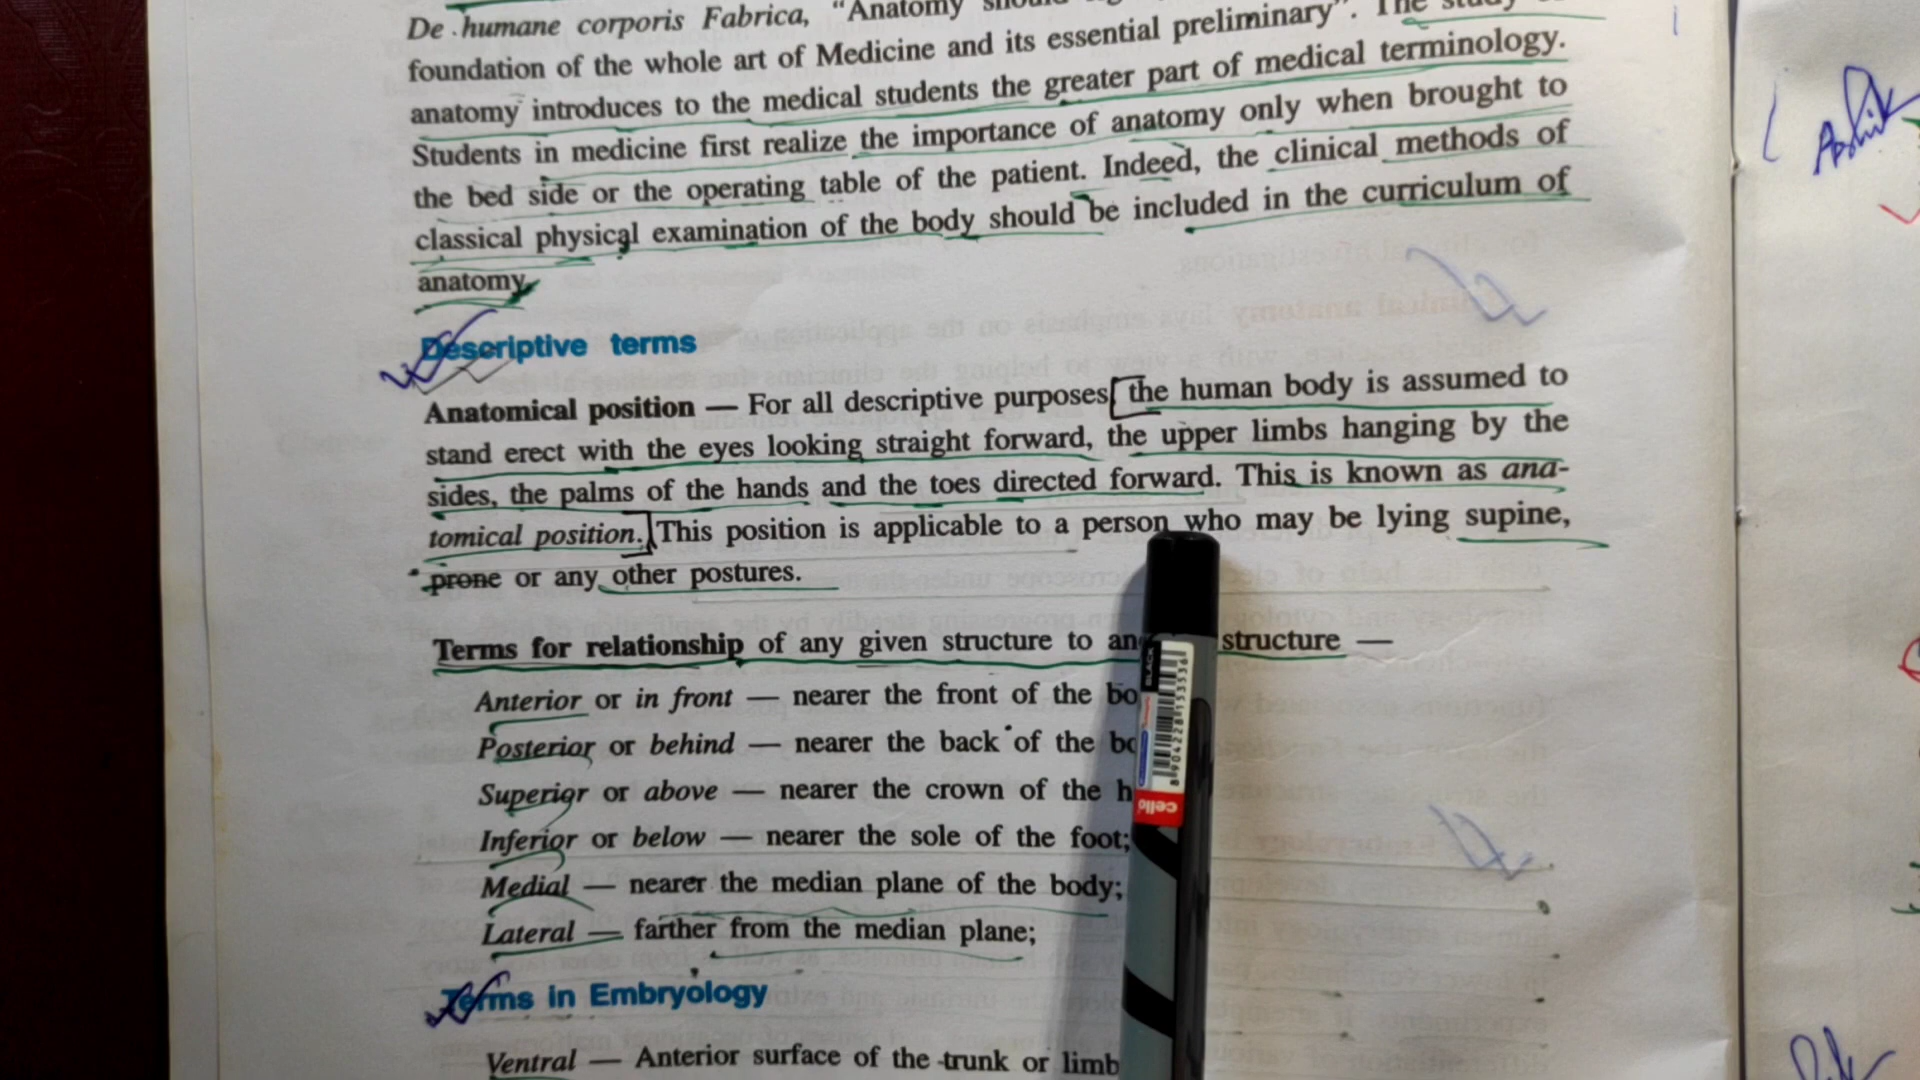 De humane corporis Fabrica, "Anatomy
foundation of the whole art of Medicine and its essential preliminary". The study
anatomy introduces to the medical students the greater part of medical terminology.
Students in medicine first realize the importance of anatomy only when brought to
the bed side or the operating table of the patient. Indeed, the clinical methods of
classical physical examination of the body should be included in the curriculum of
anatomy.
Descriptive terms
Anatomical position — For all descriptive purposes, the human body is assumed to
stand erect with the eyes looking straight forward, the upper limbs hanging by the
sides, the palms of the hands and the toes directed forward. This is known as ana-
tomical position. This position is applicable to a person who may be lying supine,
prone or any other postures.
Terms for relationship of any given structure to an structure —
Anterior or in front — nearer the front of the bo
Posterior or behind — nearer the back of the bo
Superior or above — nearer the crown of the h
Inferior or below — nearer the sole of the foot;
Medial — nearer the median plane of the body;
Lateral — farther from the median plane;
Terms in Embryology
Ventral — Anterior surface of the trunk or limb
BLACK
8904228153536
cello